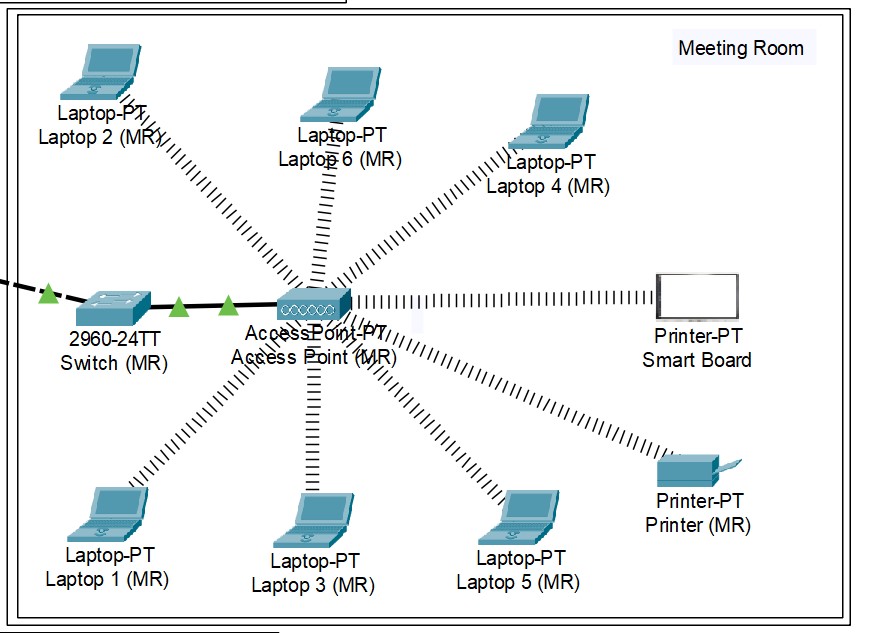 Meeting Room
Laptop-PT
Laptop 2 (MR)
Laptop-PT
Laptop 6 (MR)
Laptop-PT
Laptop 4 (MR)
2960-24TT
Switch (MR)
AccessPoint-PT
Access Point (MR)
Printer-PT
Smart Board
Printer-PT
Printer (MR)
Laptop-PT
Laptop 1 (MR)
Laptop-PT
Laptop 3 (MR)
Laptop-PT
Laptop 5 (MR)